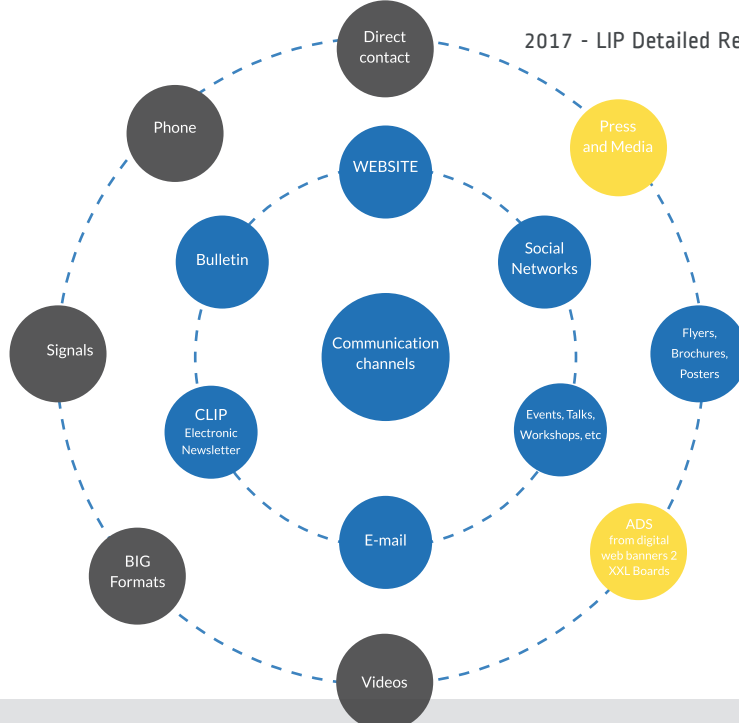 2017 - LIP Detailed Re
Direct
contact
Phone
Press
and Media
WEBSITE
Bulletin
Social
Networks
Signals
Communication
channels
Flyers,
Brochures,
Posters
CLIP
Electronic
Newsletter
Events, Talks,
Workshops, etc
ADS
from digital
web banners 2
XXL Boards
E-mail
BIG
Formats
Videos